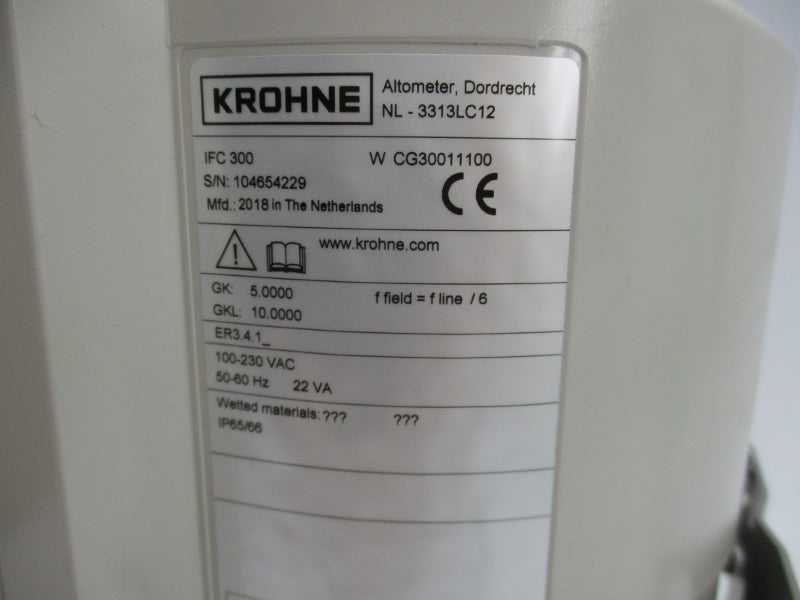 KROHNE
Altometer, Dordrecht
NL - 3313LC12
IFC 300 W CG30011100
S/N: 104654229
Mfd.: 2018 in The Netherlands
CE
www.krohne.com
GK: 5.0000 f field = f line / 6
GKL: 10.0000
ER3.4.1_
100-230 VAC
50-60 Hz 22 VA
Wetted materials: ??? ???
IP65/66